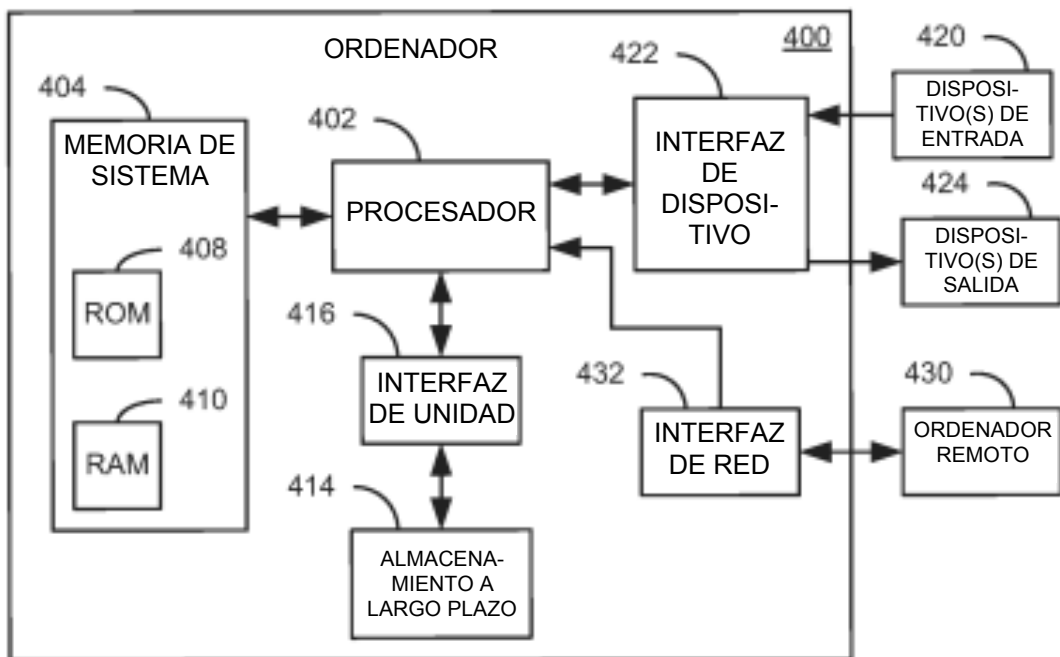 ORDENADOR
400
420
422
404
402
DISPOSI-
TIVO(S) DE
ENTRADA
MEMORIA DE
SISTEMA
INTERFAZ
DE
DISPOSI-
TIVO
PROCESADOR
424
408
DISPOSI-
TIVO(S) DE
SALIDA
ROM
416
432
430
INTERFAZ
DE UNIDAD
410
INTERFAZ
DE RED
ORDENADOR
REMOTO
RAM
414
ALMACENA-
MIENTO A
LARGO PLAZO